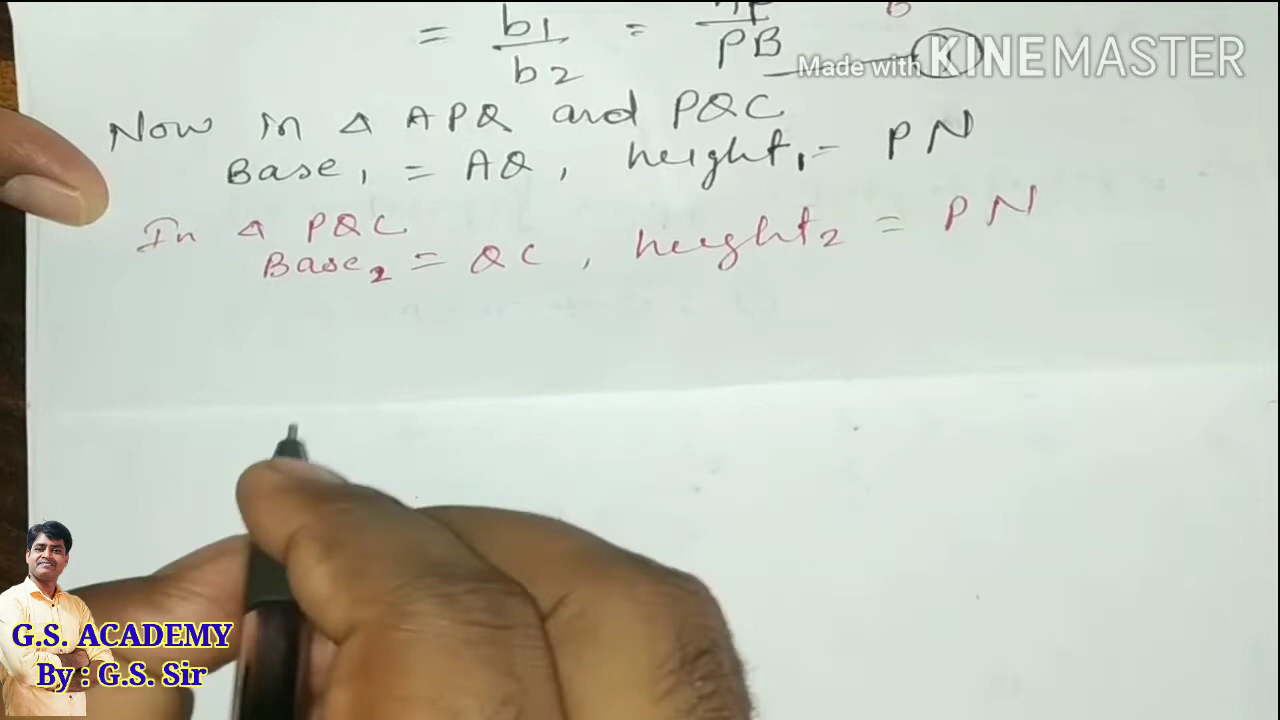 = b1 / b2 = / PB
Made with KINEMASTER
Now in △ APQ and PQC
Base1 = AQ, height1 = PN
In △ PQC
Base2 = QC, height2 = PN
G.S. ACADEMY
By : G.S. Sir